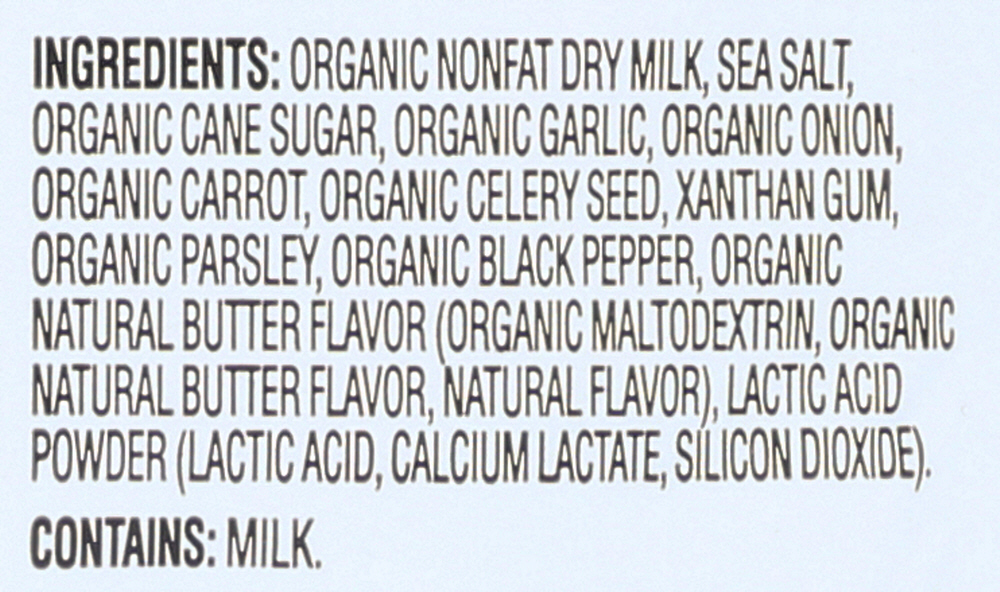 INGREDIENTS: ORGANIC NONFAT DRY MILK, SEA SALT,
ORGANIC CANE SUGAR, ORGANIC GARLIC, ORGANIC ONION,
ORGANIC CARROT, ORGANIC CELERY SEED, XANTHAN GUM,
ORGANIC PARSLEY, ORGANIC BLACK PEPPER, ORGANIC
NATURAL BUTTER FLAVOR (ORGANIC MALTODEXTRIN, ORGANIC
NATURAL BUTTER FLAVOR, NATURAL FLAVOR), LACTIC ACID
POWDER (LACTIC ACID, CALCIUM LACTATE, SILICON DIOXIDE).
CONTAINS: MILK.